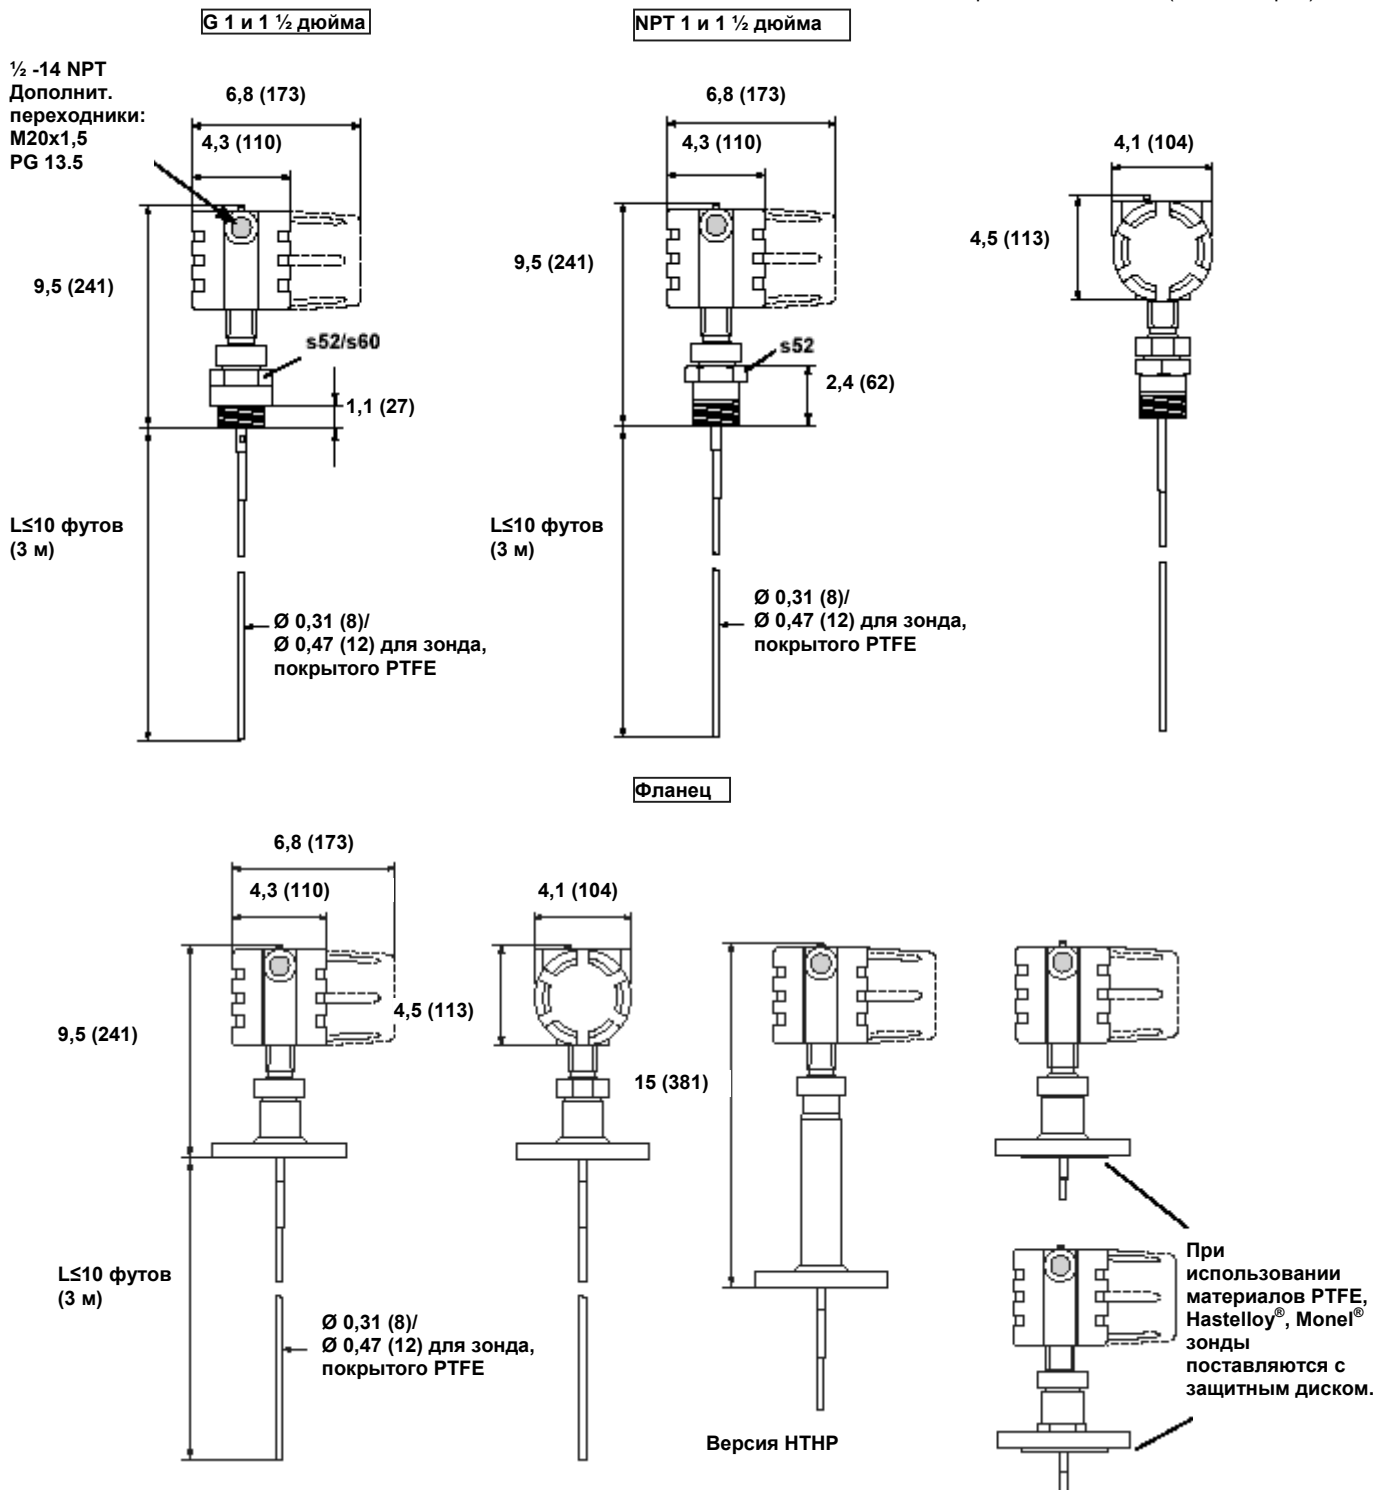 G 1 и 1 ½ дюйма
NPT 1 и 1 ½ дюйма
½ -14 NPT
Дополнит.
переходники:
M20x1,5
PG 13.5
6,8 (173)
4,3 (110)
9,5 (241)
s52/s60
1,1 (27)
L≤10 футов
(3 м)
Ø 0,31 (8)/
Ø 0,47 (12) для зонда,
покрытого PTFE
6,8 (173)
4,3 (110)
9,5 (241)
s52
2,4 (62)
L≤10 футов
(3 м)
Ø 0,31 (8)/
Ø 0,47 (12) для зонда,
покрытого PTFE
4,1 (104)
4,5 (113)
Фланец
6,8 (173)
4,3 (110)
9,5 (241)
L≤10 футов
(3 м)
Ø 0,31 (8)/
Ø 0,47 (12) для зонда,
покрытого PTFE
4,1 (104)
4,5 (113)
15 (381)
Версия HTHP
При
использовании
материалов PTFE,
Hastelloy®, Monel®
зонды
поставляются с
защитным диском.